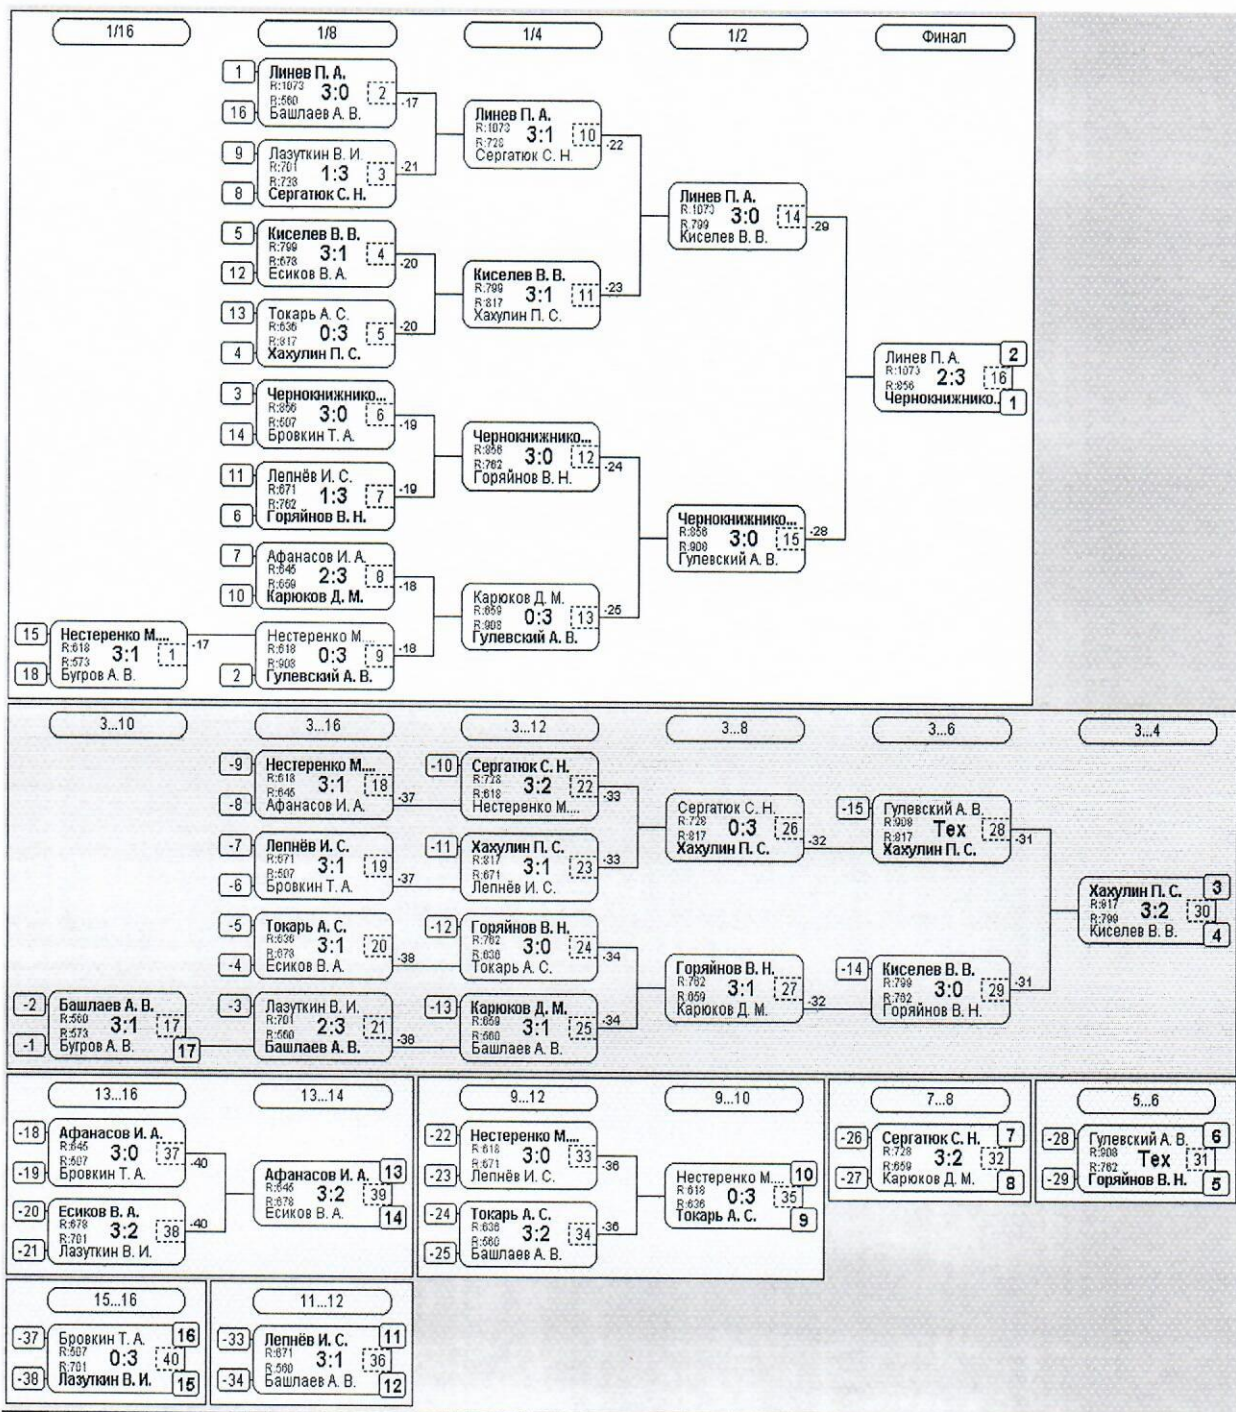 1/16
1/8
1/4
1/2
Финал
1
Линев П. А.
R:1073
3:0
2
-17
R:560
16
Башлаев А. В.
9
Лазуткин В. И.
R:701
1:3
3
-21
R:728
8
Сергатюк С. Н.
5
Киселев В. В.
R:799
3:1
4
-20
R:678
12
Есиков В. А.
13
Токарь А. С.
R:636
0:3
5
-20
R:817
4
Хахулин П. С.
3
Чернокнижнико...
R:856
3:0
6
-19
R:507
14
Бровкин Т. А.
11
Лепнёв И. С.
R:671
1:3
7
-19
R:762
6
Горяйнов В. Н.
7
Афанасов И. А.
R:645
2:3
8
-18
R:659
10
Карюков Д. М.
15
Нестеренко М....
R:618
3:1
1
-17
R:573
18
Бугров А. В.
Нестеренко М....
R:618
0:3
9
-18
R:908
2
Гулевский А. В.
Линев П. А.
R:1073
3:1
10
-22
R:728
Сергатюк С. Н.
Киселев В. В.
R:799
3:1
11
-23
R:817
Хахулин П. С.
Чернокнижнико...
R:856
3:0
12
-24
R:762
Горяйнов В. Н.
Карюков Д. М.
R:659
0:3
13
-25
R:908
Гулевский А. В.
Линев П. А.
R:1073
3:0
14
-29
R:799
Киселев В. В.
Чернокнижнико...
R:856
3:0
15
-28
R:908
Гулевский А. В.
Линев П. А.
2
R:1073
2:3
16
R:856
Чернокнижнико...
1
3...10
3...16
3...12
3...8
3...6
3...4
-2
Башлаев А. В.
R:560
3:1
17
R:573
-1
Бугров А. В.
17
-9
Нестеренко М....
R:618
3:1
18
-37
R:645
-8
Афанасов И. А.
-7
Лепнёв И. С.
R:671
3:1
19
-37
R:507
-6
Бровкин Т. А.
-5
Токарь А. С.
R:636
3:1
20
-38
R:678
-4
Есиков В. А.
-3
Лазуткин В. И.
R:701
2:3
21
-38
R:560
Башлаев А. В.
-10
Сергатюк С. Н.
R:728
3:2
22
-33
R:618
Нестеренко М....
-11
Хахулин П. С.
R:817
3:1
23
-33
R:671
Лепнёв И. С.
-12
Горяйнов В. Н.
R:762
3:0
24
-34
R:636
Токарь А. С.
-13
Карюков Д. М.
R:659
3:1
25
-34
R:560
Башлаев А. В.
Сергатюк С. Н.
R:728
0:3
26
-32
R:817
Хахулин П. С.
Горяйнов В. Н.
R:762
3:1
27
-32
R:659
Карюков Д. М.
-15
Гулевский А. В.
R:908
Тех
28
-31
R:817
Хахулин П. С.
-14
Киселев В. В.
R:799
3:0
29
-31
R:762
Горяйнов В. Н.
Хахулин П. С.
3
R:817
3:2
30
R:799
Киселев В. В.
4
13...16
13...14
9...12
9...10
7...8
5...6
-18
Афанасов И. А.
R:645
3:0
37
-40
R:507
-19
Бровкин Т. А.
-20
Есиков В. А.
R:678
3:2
38
-40
R:701
-21
Лазуткин В. И.
Афанасов И. А.
13
R:645
3:2
39
R:678
Есиков В. А.
14
-22
Нестеренко М....
R:618
3:0
33
-36
R:671
-23
Лепнёв И. С.
-24
Токарь А. С.
R:636
3:2
34
-36
R:560
-25
Башлаев А. В.
Нестеренко М....
10
R:618
0:3
35
R:636
Токарь А. С.
9
-26
Сергатюк С. Н.
7
R:728
3:2
32
R:659
-27
Карюков Д. М.
8
-28
Гулевский А. В.
6
R:908
Тех
31
R:762
-29
Горяйнов В. Н.
5
15...16
11...12
-37
Бровкин Т. А.
16
R:507
0:3
40
R:701
-38
Лазуткин В. И.
15
-33
Лепнёв И. С.
11
R:671
3:1
36
R:560
-34
Башлаев А. В.
12